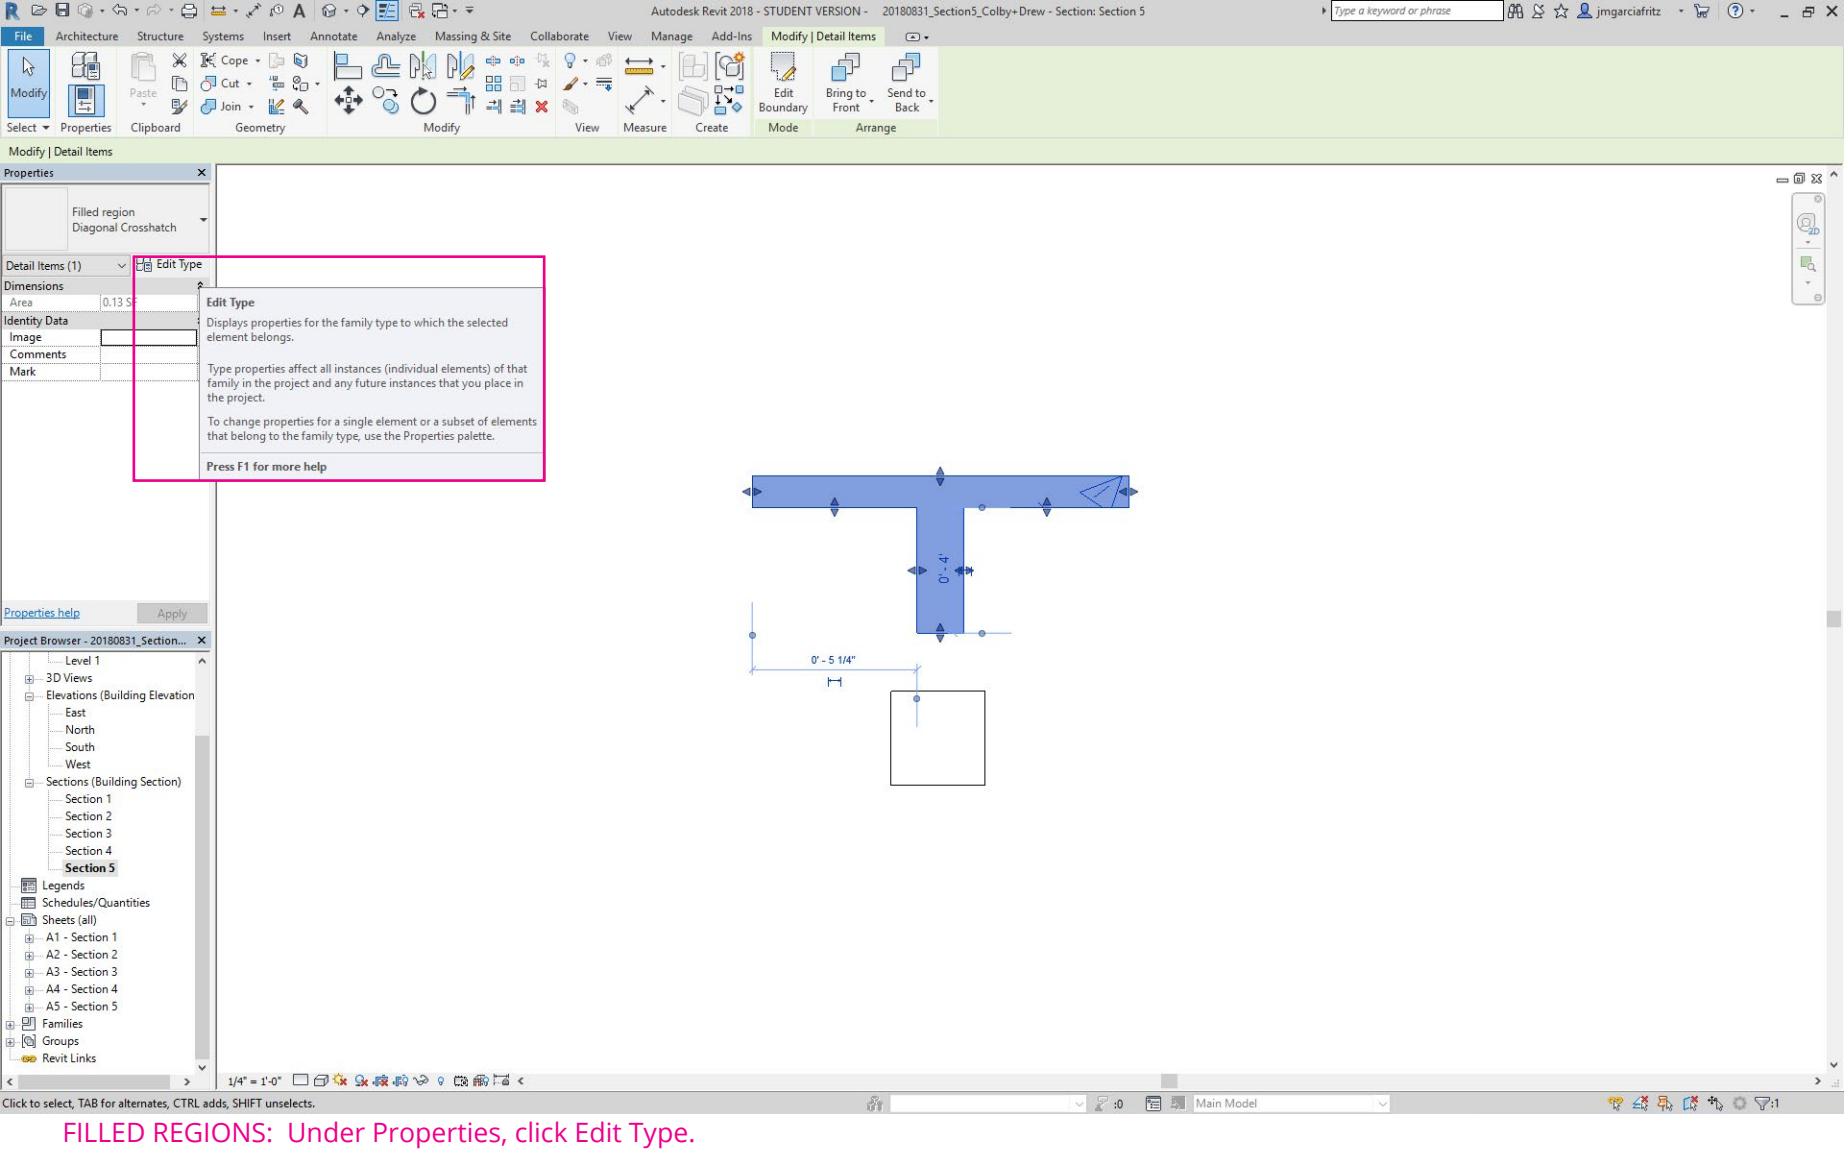 Autodesk Revit 2018 - STUDENT VERSION - 20180831_Section5_Colby+Drew - Section: Section 5
Type a keyword or phrase
jmgarciafritz
File Architecture Structure Systems Insert Annotate Analyze Massing & Site Collaborate View Manage Add-Ins Modify | Detail Items
Modify
Paste
Cope
Cut
Join
Edit Boundary
Bring to Front
Send to Back
Select Properties Clipboard Geometry Modify View Measure Create Mode Arrange
Modify | Detail Items
Properties
Filled region
Diagonal Crosshatch
Detail Items (1) Edit Type
Dimensions
Area 0.13 SF
Identity Data
Image
Comments
Mark
Edit Type
Displays properties for the family type to which the selected
element belongs.
Type properties affect all instances (individual elements) of that
family in the project and any future instances that you place in
the project.
To change properties for a single element or a subset of elements
that belong to the family type, use the Properties palette.
Press F1 for more help
2D
0' - 4"
0' - 5 1/4"
Properties help Apply
Project Browser - 20180831_Section...
Level 1
3D Views
Elevations (Building Elevation
East
North
South
West
Sections (Building Section)
Section 1
Section 2
Section 3
Section 4
Section 5
Legends
Schedules/Quantities
Sheets (all)
A1 - Section 1
A2 - Section 2
A3 - Section 3
A4 - Section 4
A5 - Section 5
Families
Groups
Revit Links
1/4" = 1'-0"
Click to select, TAB for alternates, CTRL adds, SHIFT unselects.
:0
Main Model
:1
FILLED REGIONS: Under Properties, click Edit Type.